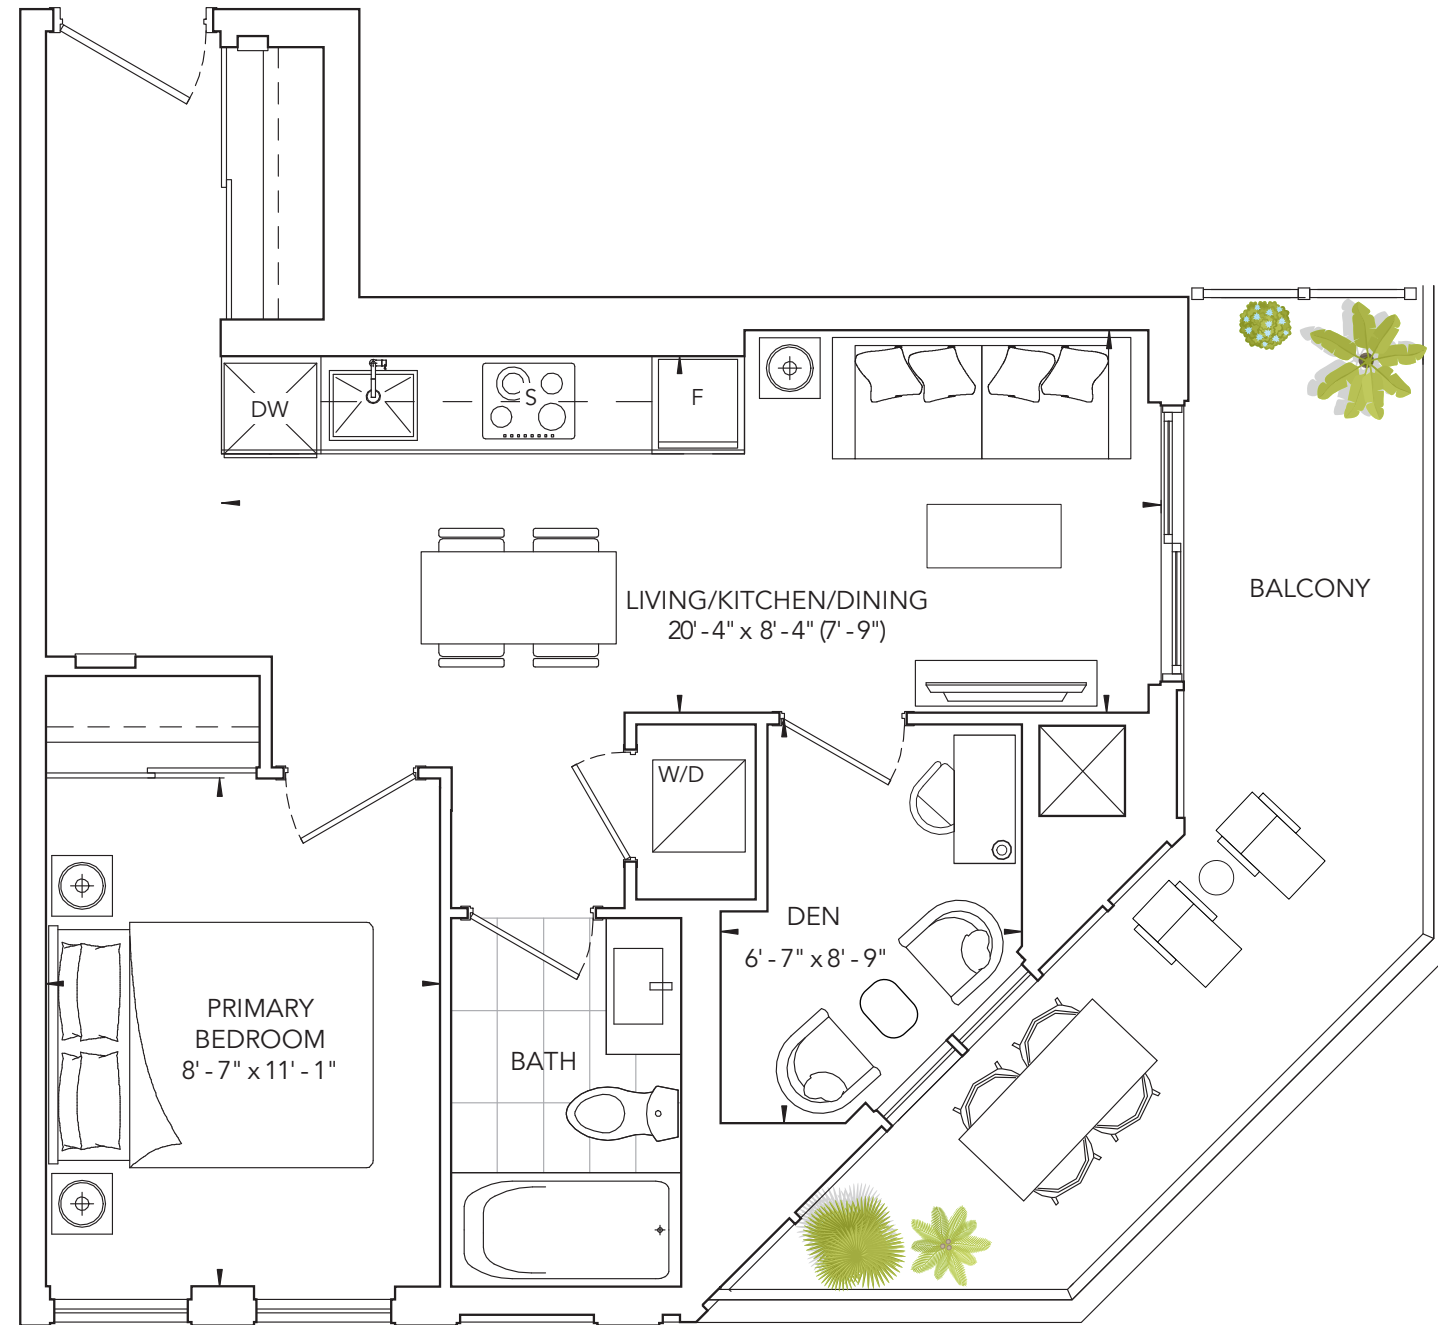 DW
S
F
LIVING/KITCHEN/DINING
20'-4" x 8'-4" (7'-9")
BALCONY
W/D
DEN
6'-7" x 8'-9"
PRIMARY
BEDROOM
8'-7" x 11'-1"
BATH